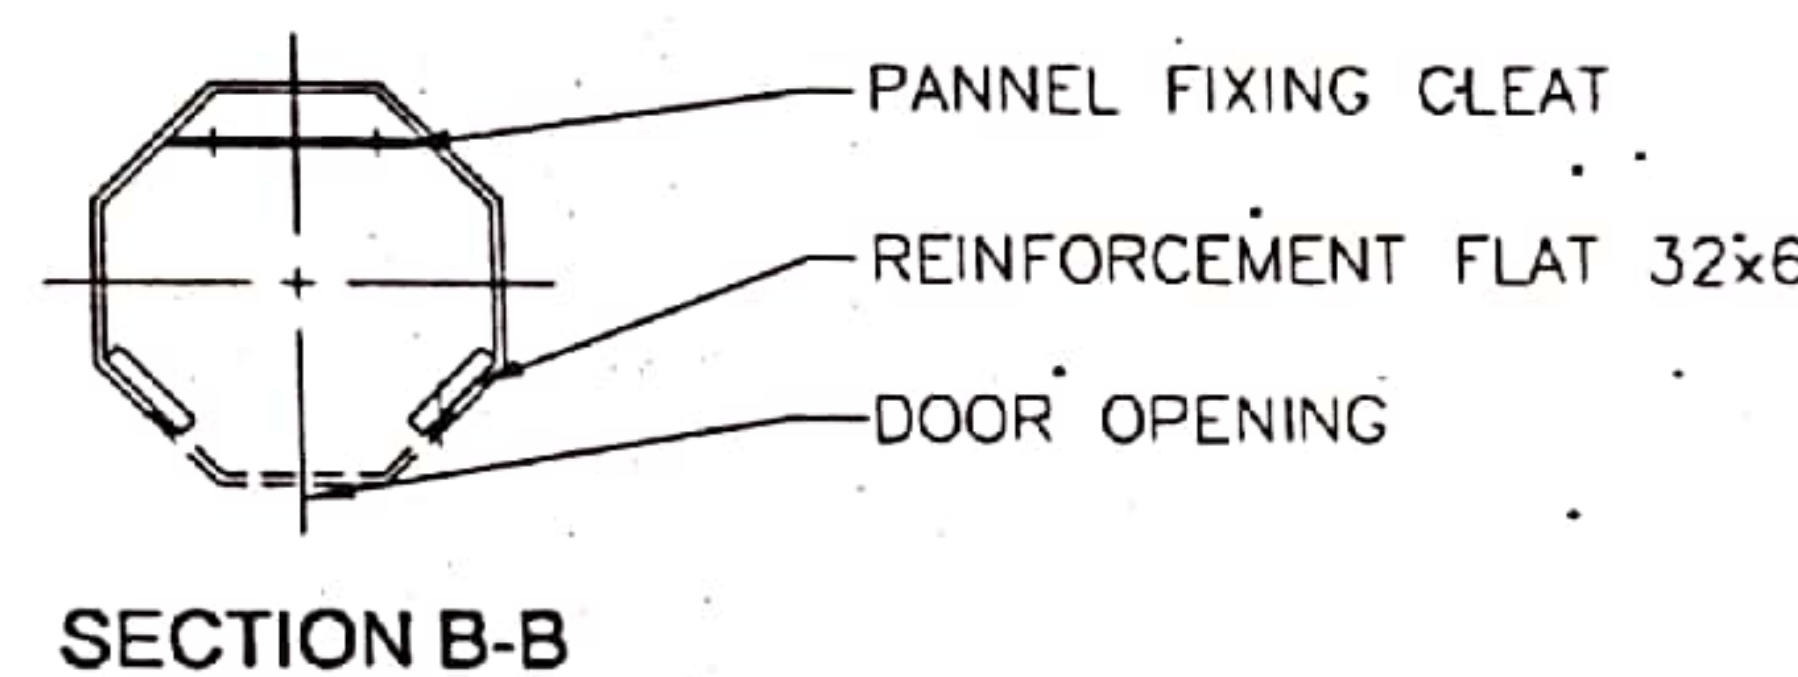 PANNEL FIXING CLEAT
REINFORCEMENT FLAT 32x6
DOOR OPENING
SECTION B-B